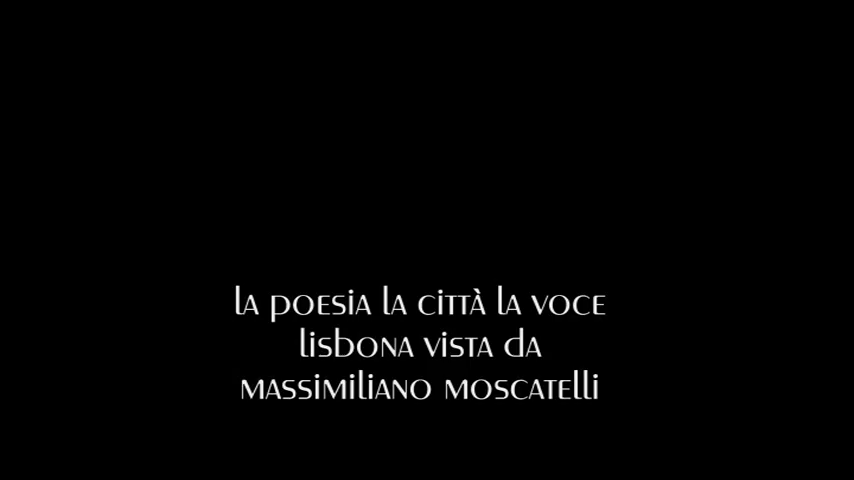 la poesia la città la voce
lisbona vista da
massimiliano moscatelli